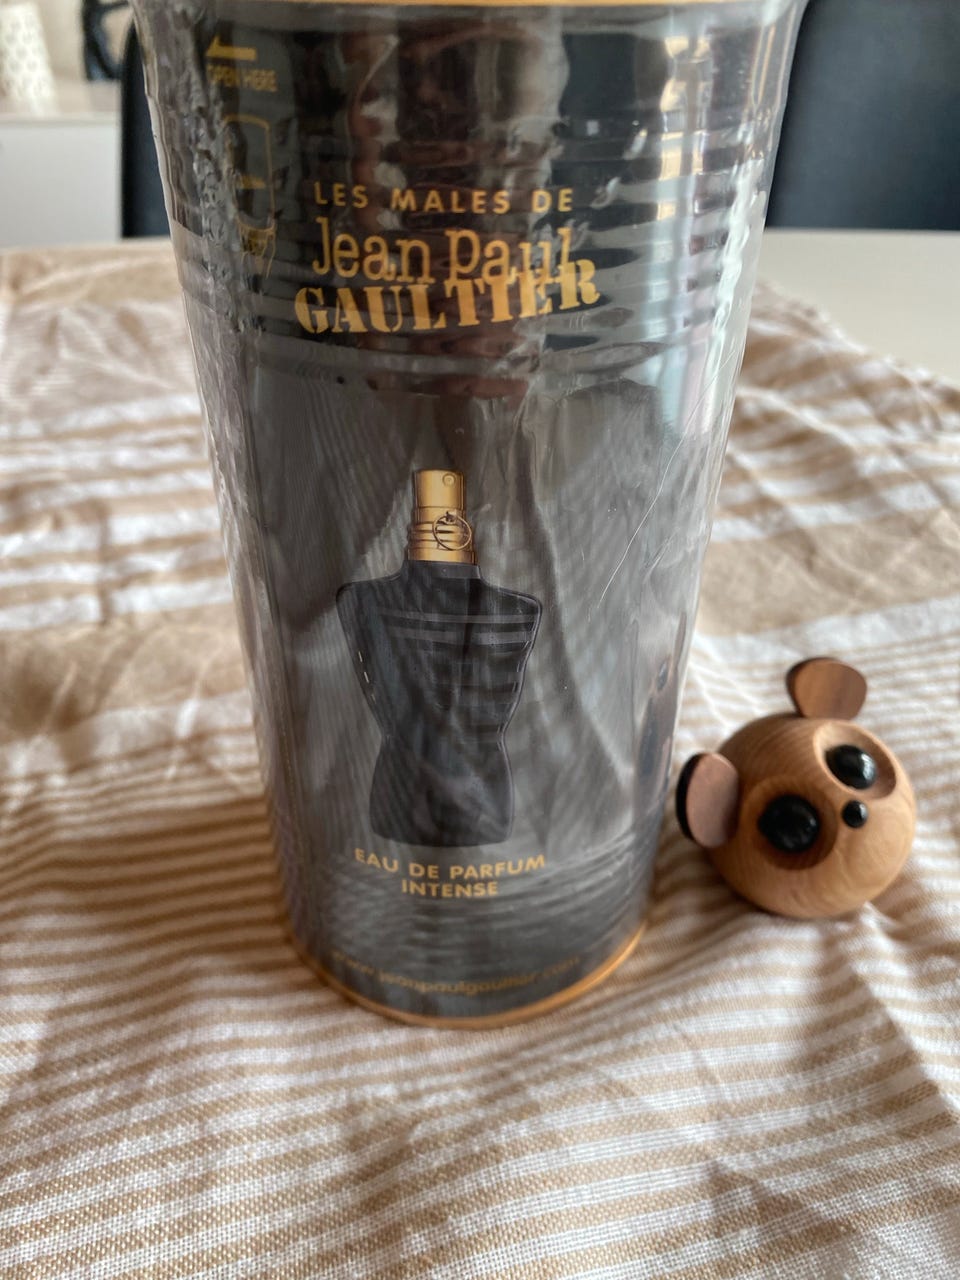 OPEN HERE
LES MALES DE
Jean Paul
GAULTIER
EAU DE PARFUM
INTENSE
www.jeanpaulgaultier.com